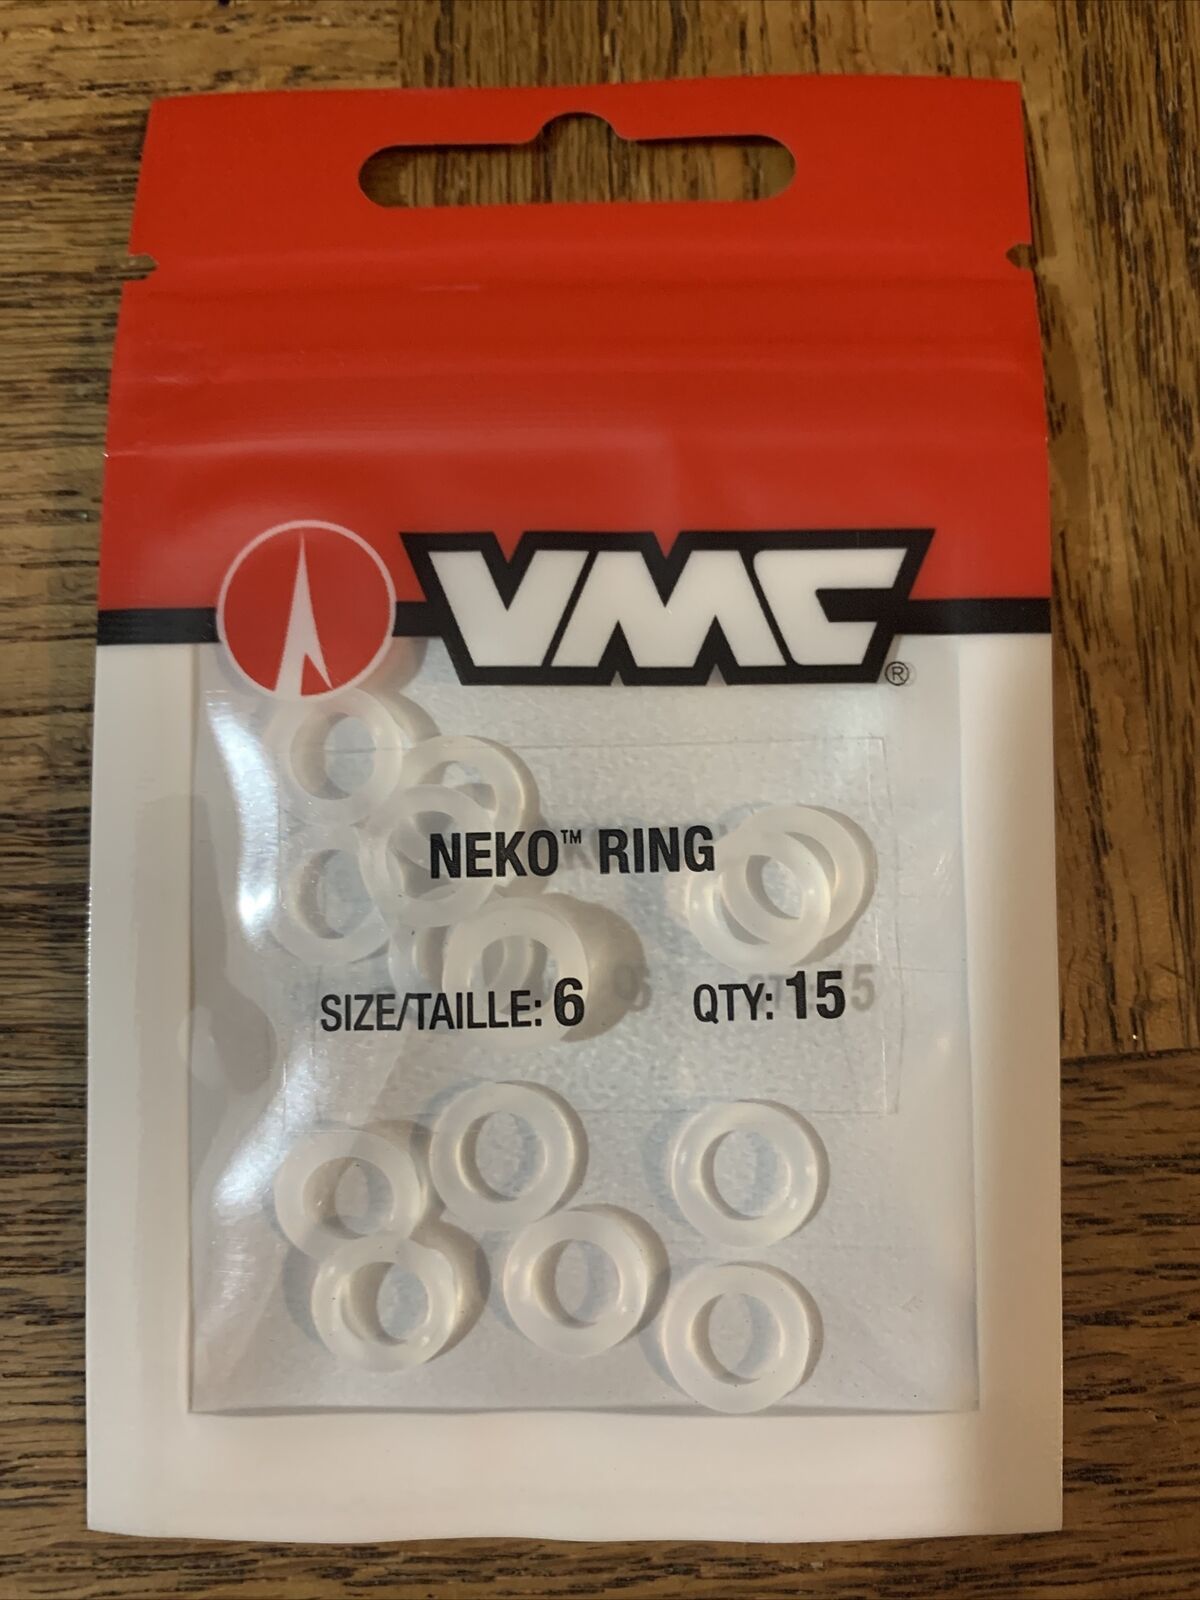 VMC®
NEKO™ RING
SIZE/TAILLE: 6 QTY: 15